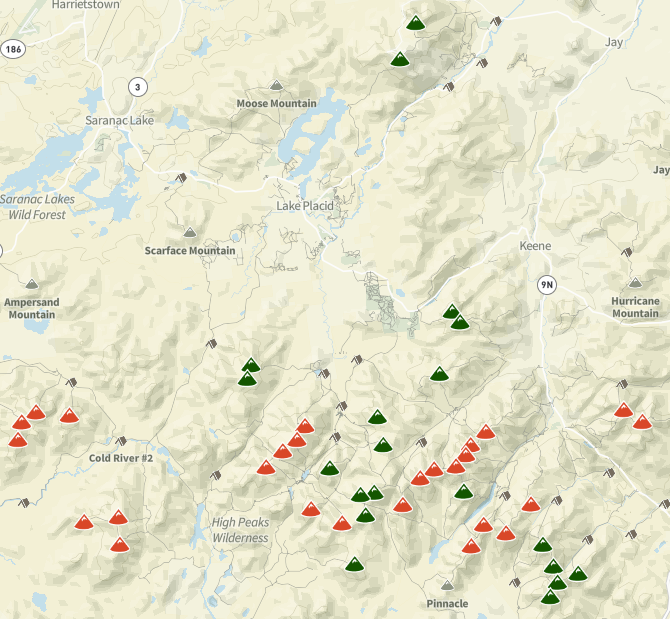 Harrietstown
186
Jay
3
Moose Mountain
Saranac Lake
Jay
Saranac Lakes
Wild Forest
Lake Placid
Scarface Mountain
Keene
Ampersand
Mountain
9N
Hurricane
Mountain
Cold River #2
High Peaks
Wilderness
Pinnacle